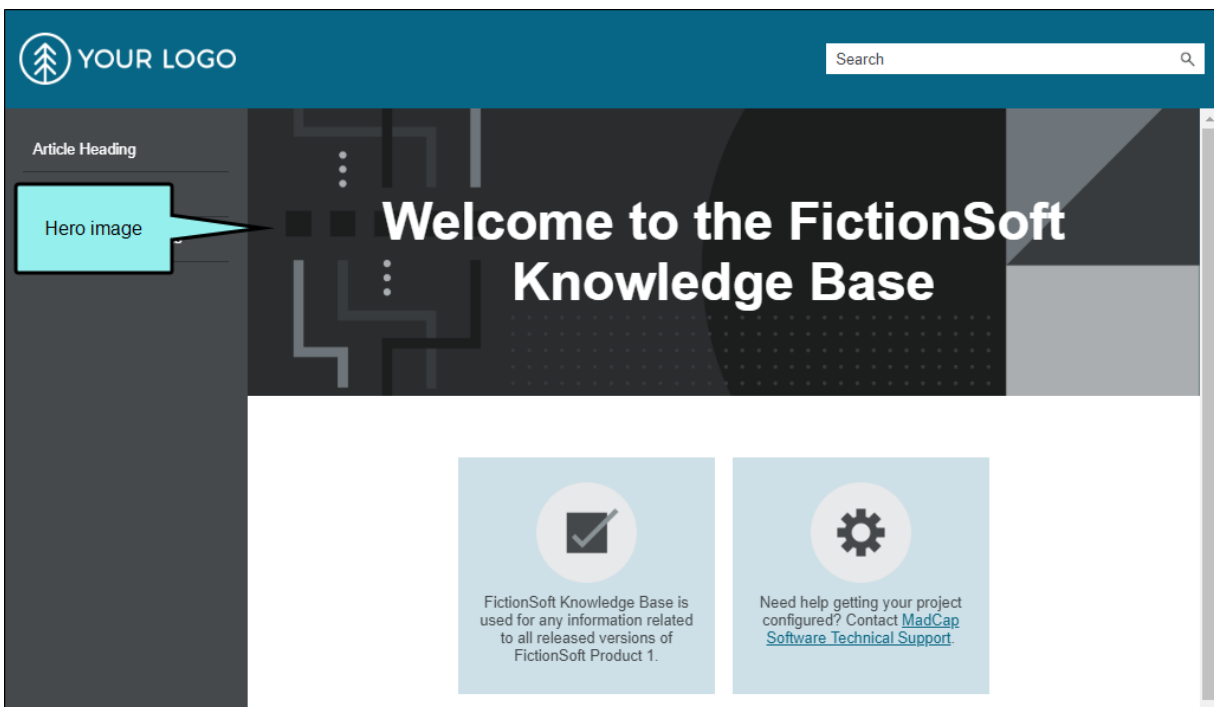 YOUR LOGO
Search
Article Heading
Hero image
Welcome to the FictionSoft
Knowledge Base
FictionSoft Knowledge Base is
used for any information related
to all released versions of
FictionSoft Product 1.
Need help getting your project
configured? Contact MadCap
Software Technical Support.